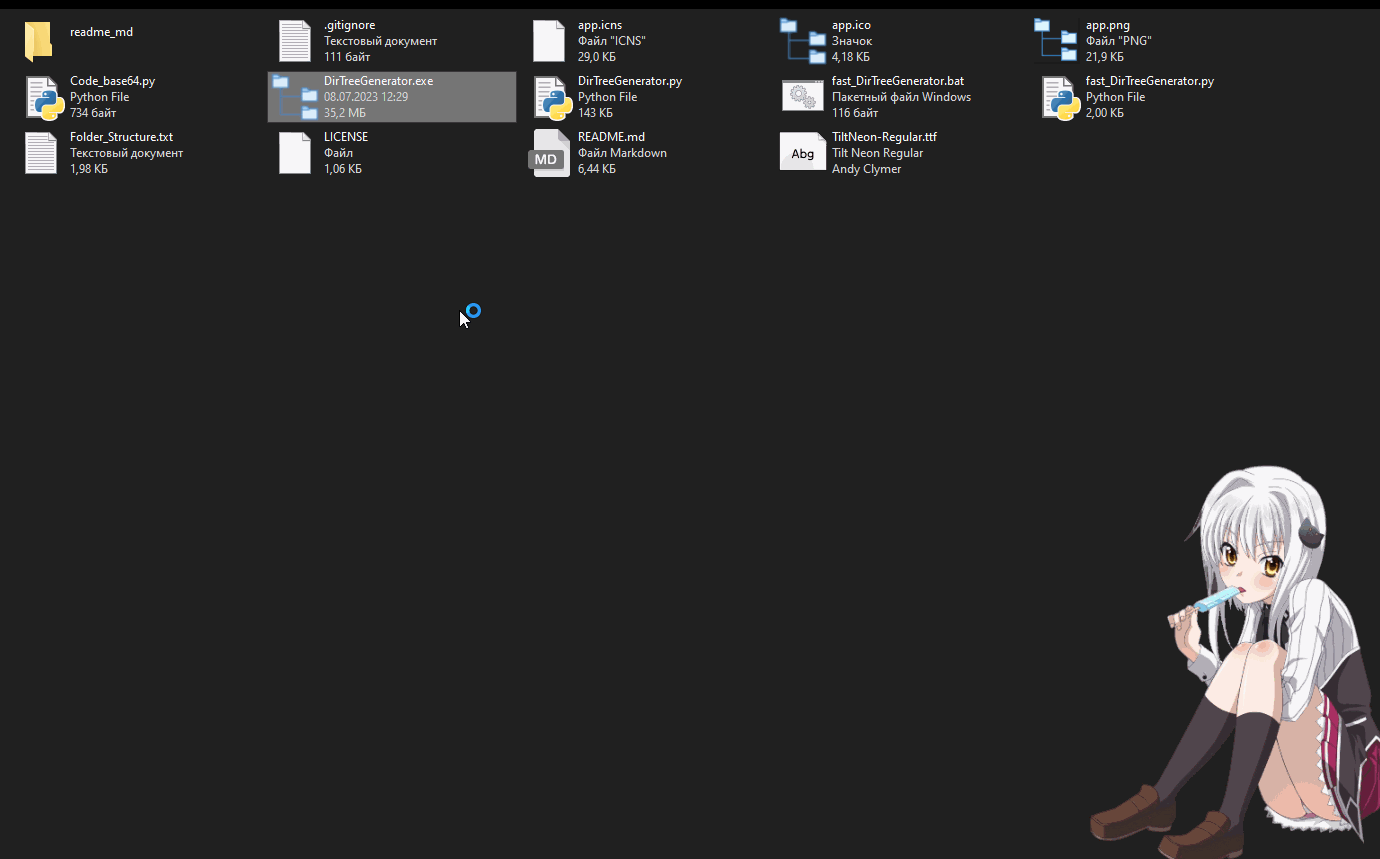 readme_md
.gitignore
Текстовый документ
111 байт
app.icns
Файл "ICNS"
29,0 КБ
app.ico
Значок
4,18 КБ
app.png
Файл "PNG"
21,9 КБ
Code_base64.py
Python File
734 байт
DirTreeGenerator.exe
08.07.2023 12:29
35,2 МБ
DirTreeGenerator.py
Python File
143 КБ
fast_DirTreeGenerator.bat
Пакетный файл Windows
116 байт
fast_DirTreeGenerator.py
Python File
2,00 КБ
Folder_Structure.txt
Текстовый документ
1,98 КБ
LICENSE
Файл
1,06 КБ
MD
README.md
Файл Markdown
6,44 КБ
Abg
TiltNeon-Regular.ttf
Tilt Neon Regular
Andy Clymer